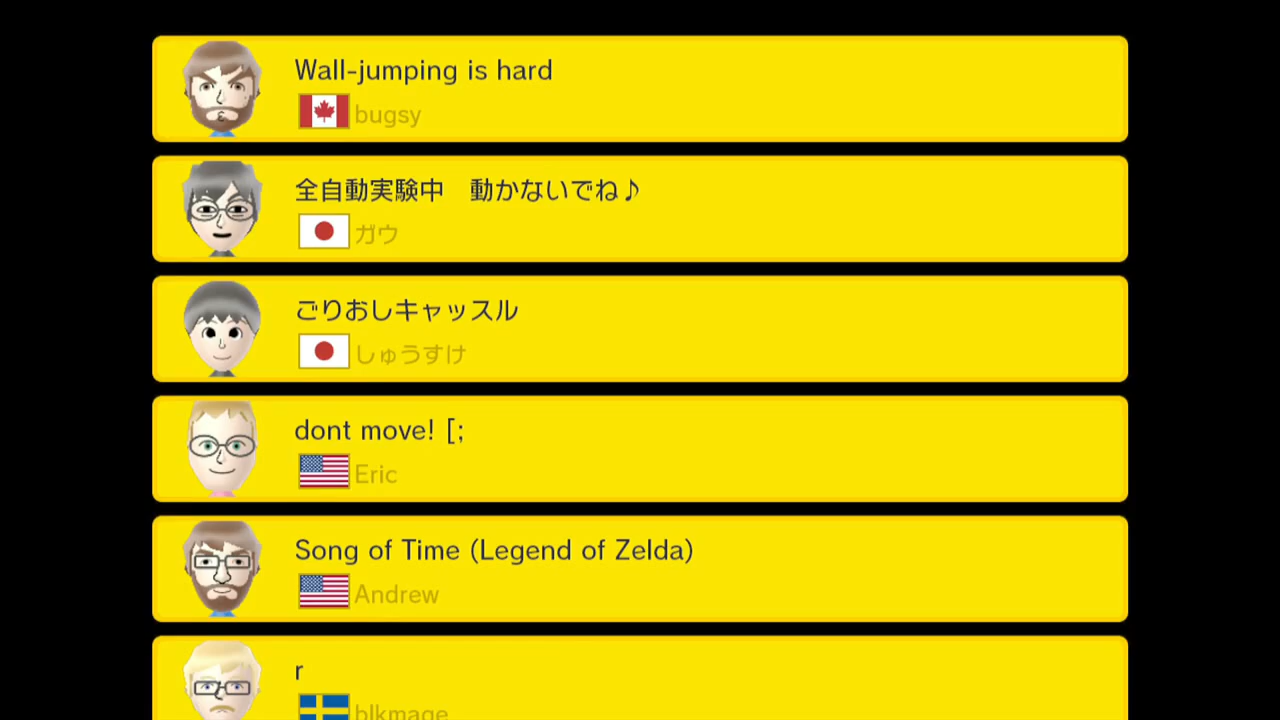 Wall-jumping is hard
bugsy
全自動実験中　動かないでね♪
ガウ
ごりおしキャッスル
しゅうすけ
dont move! [;
Eric
Song of Time (Legend of Zelda)
Andrew
r
blkmage